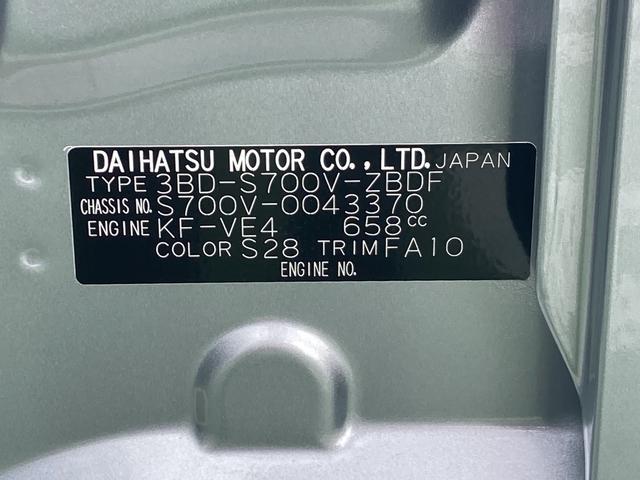 DAIHATSU MOTOR CO.,LTD. JAPAN
TYPE 3BD-S700V-ZBDF
CHASSIS NO. S700V-0043370
ENGINE KF-VE4 658cc
COLOR S28 TRIM FA10
ENGINE NO.